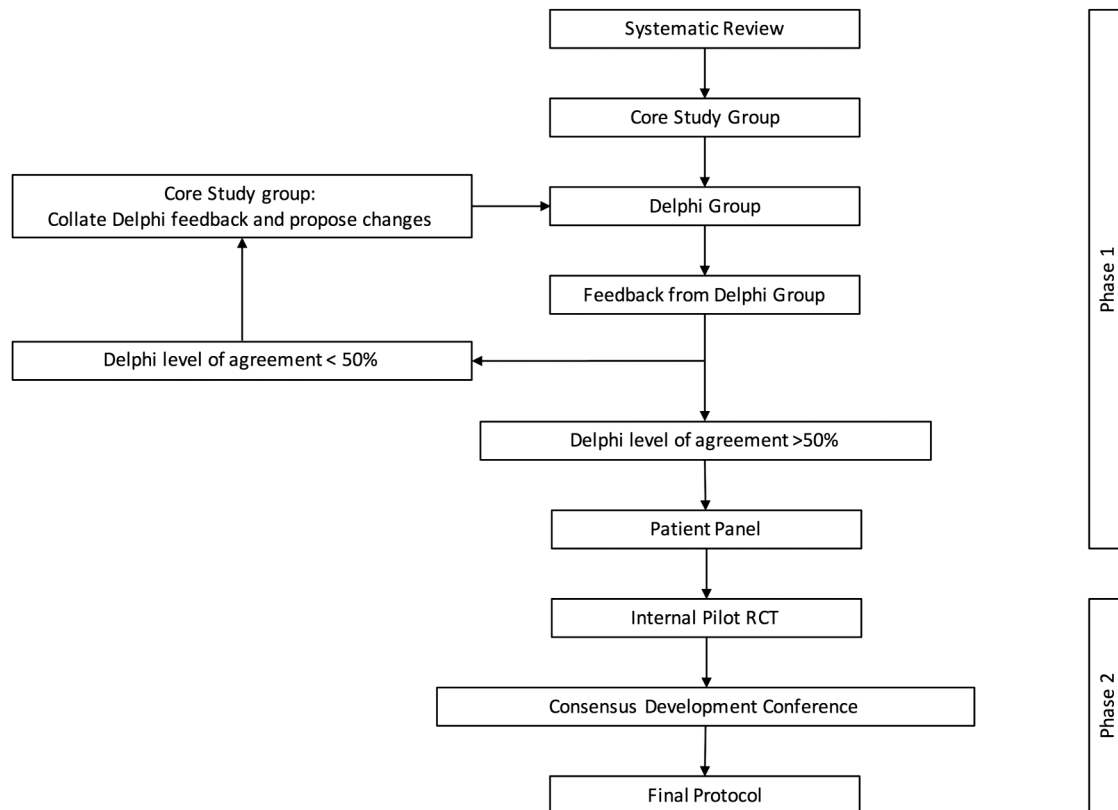 Systematic Review
Core Study Group
Core Study group:
Collate Delphi feedback and propose changes
Delphi Group
Feedback from Delphi Group
Delphi level of agreement < 50%
Delphi level of agreement >50%
Patient Panel
Phase 1
Internal Pilot RCT
Consensus Development Conference
Final Protocol
Phase 2